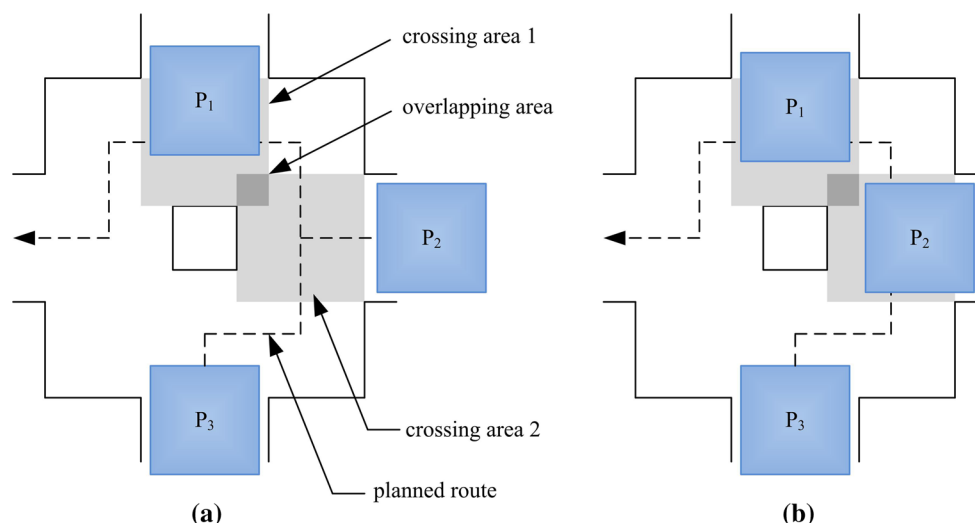 crossing area 1
overlapping area
P1
P2
P3
crossing area 2
planned route
(a)
P1
P2
P3
(b)